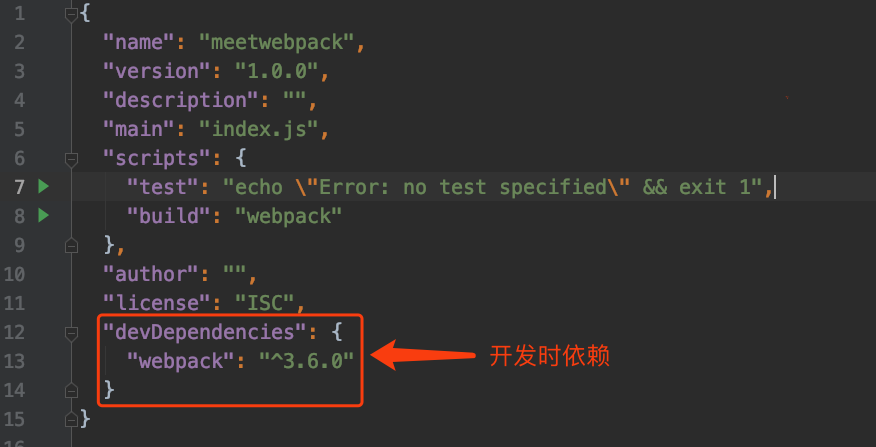 1 {
2 "name": "meetwebpack",
3 "version": "1.0.0",
4 "description": "",
5 "main": "index.js",
6 "scripts": {
7 "test": "echo \"Error: no test specified\" && exit 1",
8 "build": "webpack"
9 },
10 "author": "",
11 "license": "ISC",
12 "devDependencies": {
13 "webpack": "^3.6.0" 开发时依赖
14 }
15 }
16